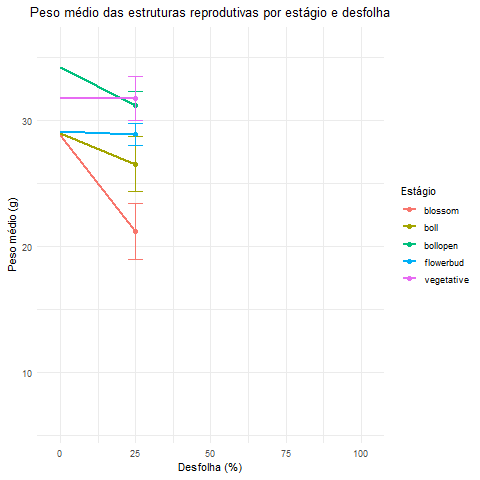 Peso médio das estruturas reprodutivas por estágio e desfolha
30
20
10
Peso médio (g)
0 25 50 75 100
Desfolha (%)
Estágio
blossom
boll
bollopen
flowerbud
vegetative